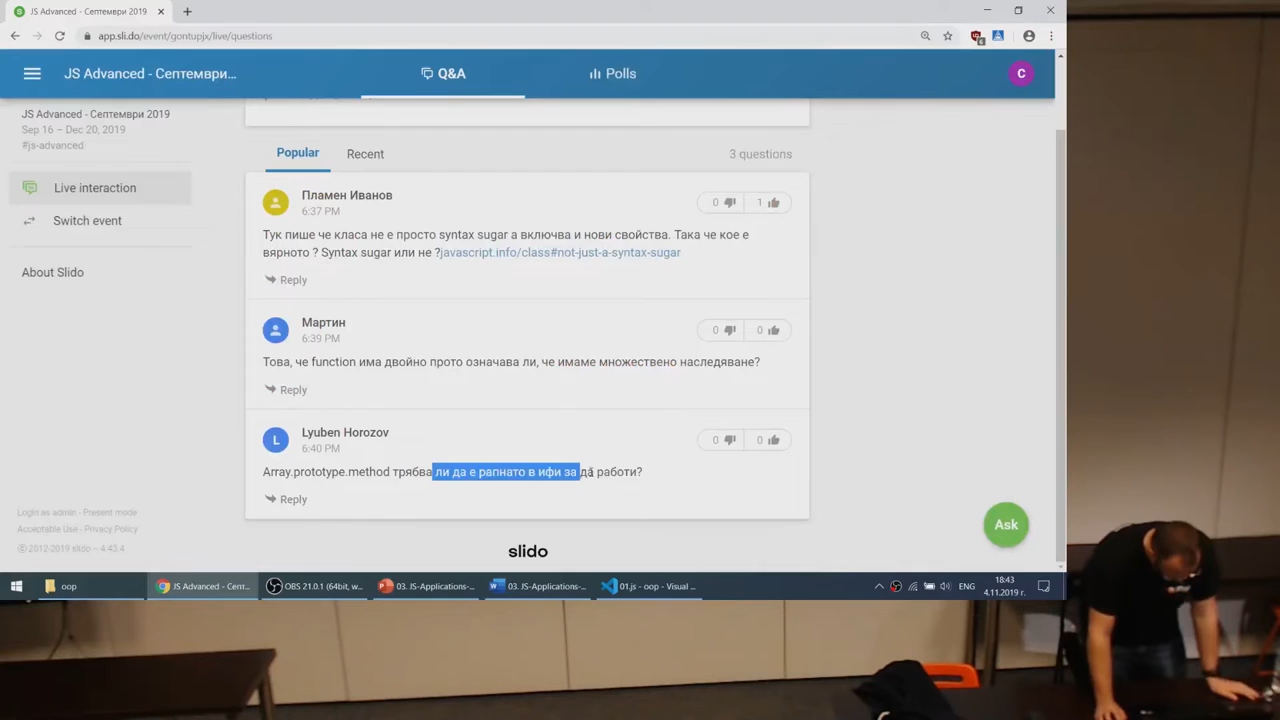 JS Advanced - Септември 2019
app.sli.do/event/gontupjx/live/questions
JS Advanced - Септември...
Q&A
Polls
C
JS Advanced - Септември 2019
Sep 16 – Dec 20, 2019
#js-advanced
Live interaction
Switch event
About Slido
Popular
Recent
3 questions
Пламен Иванов
6:37 PM
0
1
Тук пише че класа не е просто syntax sugar а включва и нови свойства. Така че кое е
вярното ? Syntax sugar или не ?javascript.info/class#not-just-a-syntax-sugar
Reply
Мартин
6:39 PM
0
0
Това, че function има двойно прото означава ли, че имаме множествено наследяване?
Reply
L
Lyuben Horozov
6:40 PM
0
0
Array.prototype.method трябва ли да е рапнато в ифи за да работи?
Reply
Login as admin - Present mode
Acceptable Use - Privacy Policy
© 2012-2019 slido – 4.43.4
Ask
slido
oop
JS Advanced - Септ...
OBS 21.0.1 (64bit, w...
03. JS-Applications-...
03. JS-Applications-...
01.js - oop - Visual ...
ЕНГ
18:43
4.11.2019 г.